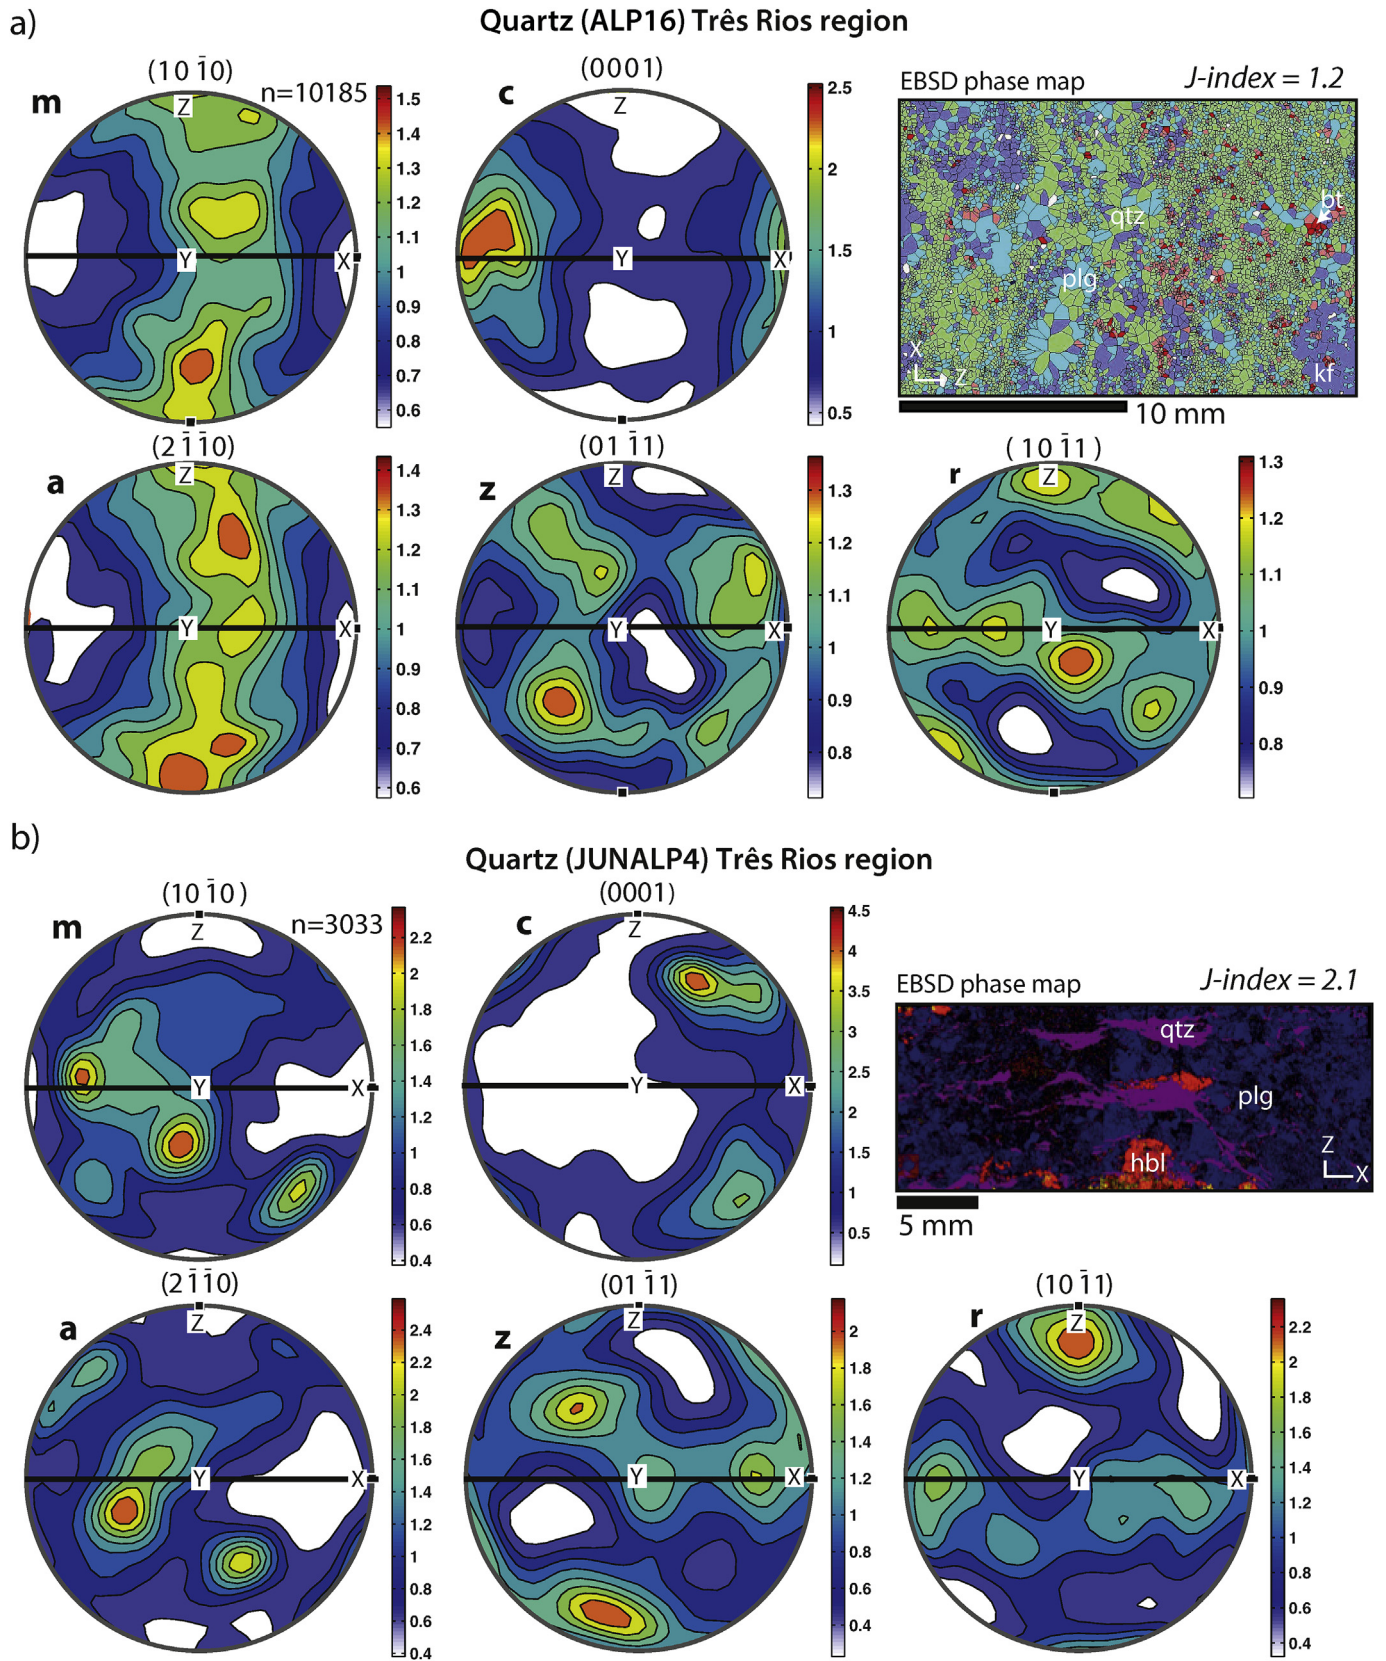 a)
Quartz (ALP16) Três Rios region
(10 1̄0)
m
n=10185
Z
Y
X
1.5
1.4
1.3
1.2
1.1
1
0.9
0.8
0.7
0.6
(0001)
c
Z
Y
X
2.5
2
1.5
1
0.5
EBSD phase map
J-index = 1.2
qtz
bt
plg
kf
X
Z
10 mm
(2 1̄ 1̄0)
a
Z
Y
X
1.4
1.3
1.2
1.1
1
0.9
0.8
0.7
0.6
(01 1̄1)
z
Z
Y
X
1.3
1.2
1.1
1
0.9
0.8
(10 1̄1)
r
Z
Y
X
1.3
1.2
1.1
1
0.9
0.8
b)
Quartz (JUNALP4) Três Rios region
(10 1̄0)
m
n=3033
Z
Y
X
2.2
2
1.8
1.6
1.4
1.2
1
0.8
0.6
0.4
(0001)
c
Z
Y
X
4.5
4
3.5
3
2.5
2
1.5
1
0.5
EBSD phase map
J-index = 2.1
qtz
plg
hbl
Z
X
5 mm
(2 1̄ 1̄0)
a
Z
Y
X
2.4
2.2
2
1.8
1.6
1.4
1.2
1
0.8
0.6
0.4
(01 1̄1)
z
Z
Y
X
2
1.8
1.6
1.4
1.2
1
0.8
0.6
0.4
(10 1̄1)
r
Z
Y
X
2.2
2
1.8
1.6
1.4
1.2
1
0.8
0.6
0.4